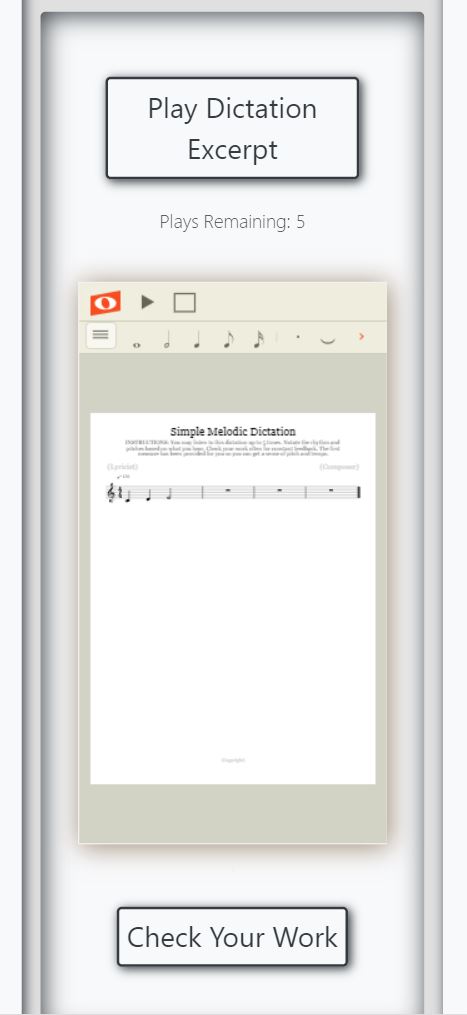 Play Dictation
Excerpt
Plays Remaining: 5
Simple Melodic Dictation
INSTRUCTIONS: You may listen to this dictation up to 5 times. Notate the rhythm and
pitches based on what you hear. Check your work often for constant feedback. The first
measure has been provided for you so you can get a sense of pitch and tempo.
(Lyricist)
(Composer)
Check Your Work